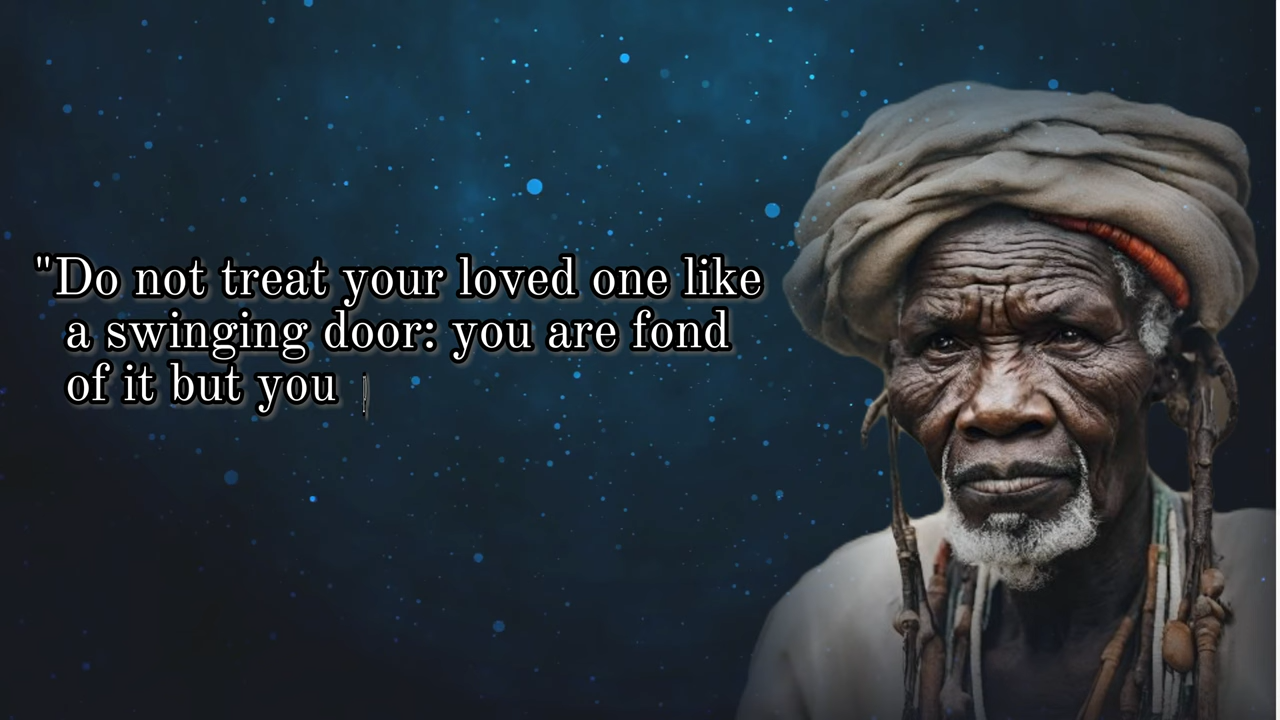 "Do not treat your loved one like
a swinging door: you are fond
of it but you